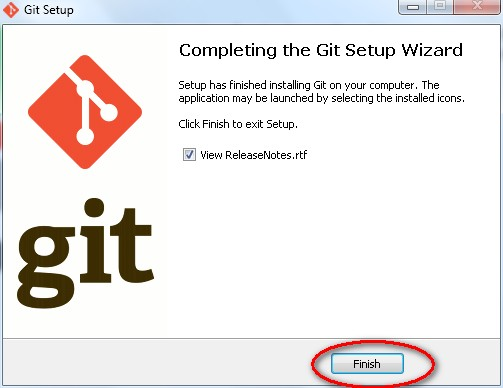 Git Setup
Completing the Git Setup Wizard
Setup has finished installing Git on your computer. The
application may be launched by selecting the installed icons.
Click Finish to exit Setup.
View ReleaseNotes.rtf
git
Finish